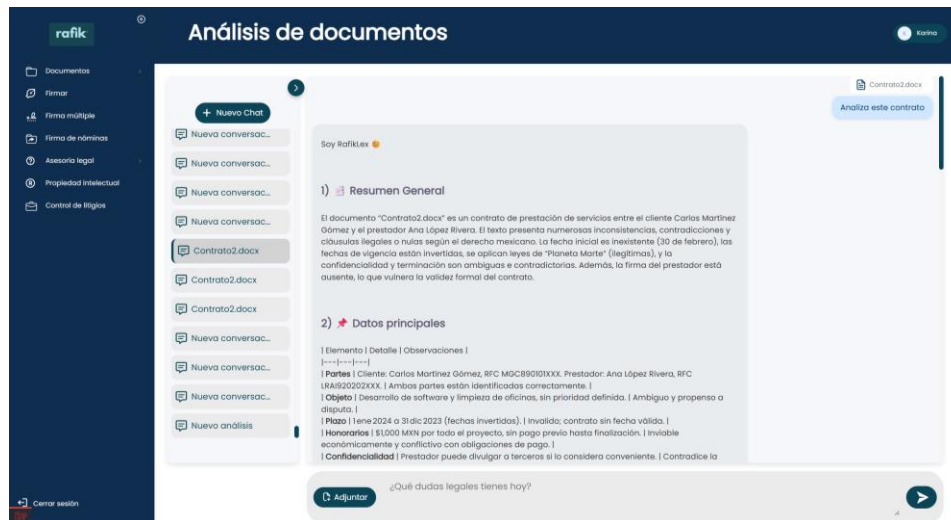 rafik
Análisis de documentos
Karina
Documentos
Firmar
Firma múltiple
Firma de nóminas
Asesoría legal
Propiedad intelectual
Control de litigios
Cerrar sesión
+ Nuevo Chat
Nueva conversac...
Nueva conversac...
Nueva conversac...
Nueva conversac...
Contrato2.docx
Contrato2.docx
Contrato2.docx
Nueva conversac...
Nueva conversac...
Nueva conversac...
Nuevo análisis
Contrato2.docx
Analiza este contrato
Soy RafikLex
1) Resumen General
El documento "Contrato2.docx" es un contrato de prestación de servicios entre el cliente Carlos Martínez
Gómez y el prestador Ana López Rivera. El texto presenta numerosas inconsistencias, contradicciones y
cláusulas ilegales o nulas según el derecho mexicano. La fecha inicial es inexistente (30 de febrero), las
fechas de vigencia están invertidas, se aplican leyes de "Planeta Marte" (ilegítimas), y la
confidencialidad y terminación son ambiguas e contradictorias. Además, la firma del prestador está
ausente, lo que vulnera la validez formal del contrato.
2) Datos principales
| Elemento | Detalle | Observaciones |
|---|---|---|
| Partes | Cliente: Carlos Martínez Gómez, RFC MGC890101XXX. Prestador: Ana López Rivera, RFC
LRAI920202XXX. | Ambas partes están identificadas correctamente. |
| Objeto | Desarrollo de software y limpieza de oficinas, sin prioridad definida. | Ambiguo y propenso a
disputa. |
| Plazo | 1 ene 2024 a 31 dic 2023 (fechas invertidas). | Invalido; contrato sin fecha válida. |
| Honorarios | $1,000 MXN por todo el proyecto, sin pago previo hasta finalización. | Inviable
económicamente y conflictivo con obligaciones de pago. |
| Confidencialidad | Prestador puede divulgar a terceros si lo considera conveniente. | Contradice la
Adjuntar
¿Qué dudas legales tienes hoy?